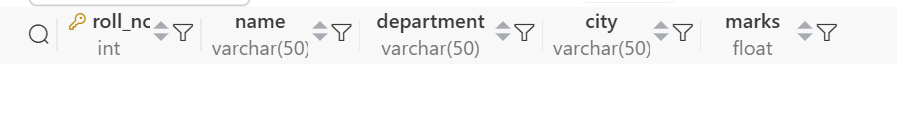 roll_nc name department city marks
int varchar(50) varchar(50) varchar(50) float